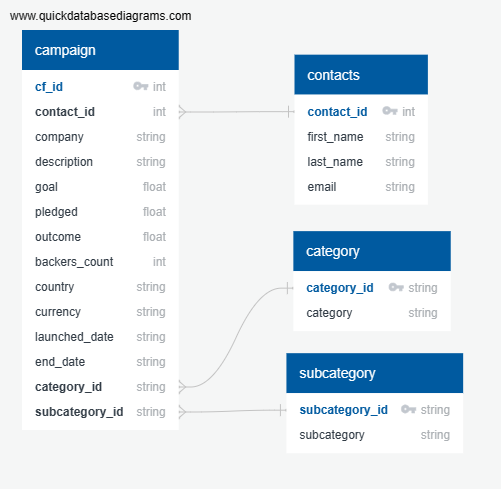 www.quickdatabasediagrams.com
campaign
cf_id int
contact_id int
company string
description string
goal float
pledged float
outcome float
backers_count int
country string
currency string
launched_date string
end_date string
category_id string
subcategory_id string
contacts
contact_id int
first_name string
last_name string
email string
category
category_id string
category string
subcategory
subcategory_id string
subcategory string